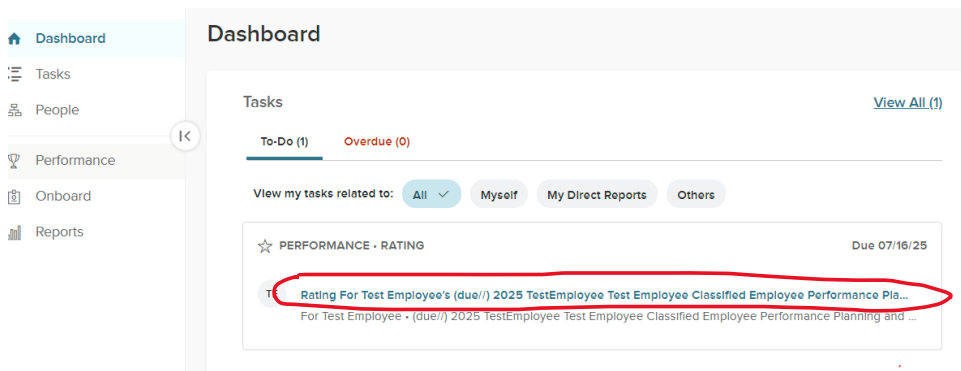 Dashboard
Tasks
People
Performance
Onboard
Reports
Dashboard
Tasks
View All (1)
To-Do (1)
Overdue (0)
View my tasks related to:
All
Myself
My Direct Reports
Others
PERFORMANCE • RATING
Due 07/16/25
TE
Rating For Test Employee's (due//) 2025 TestEmployee Test Employee Classified Employee Performance Pla...
For Test Employee • (due//) 2025 TestEmployee Test Employee Classified Employee Performance Planning and ...